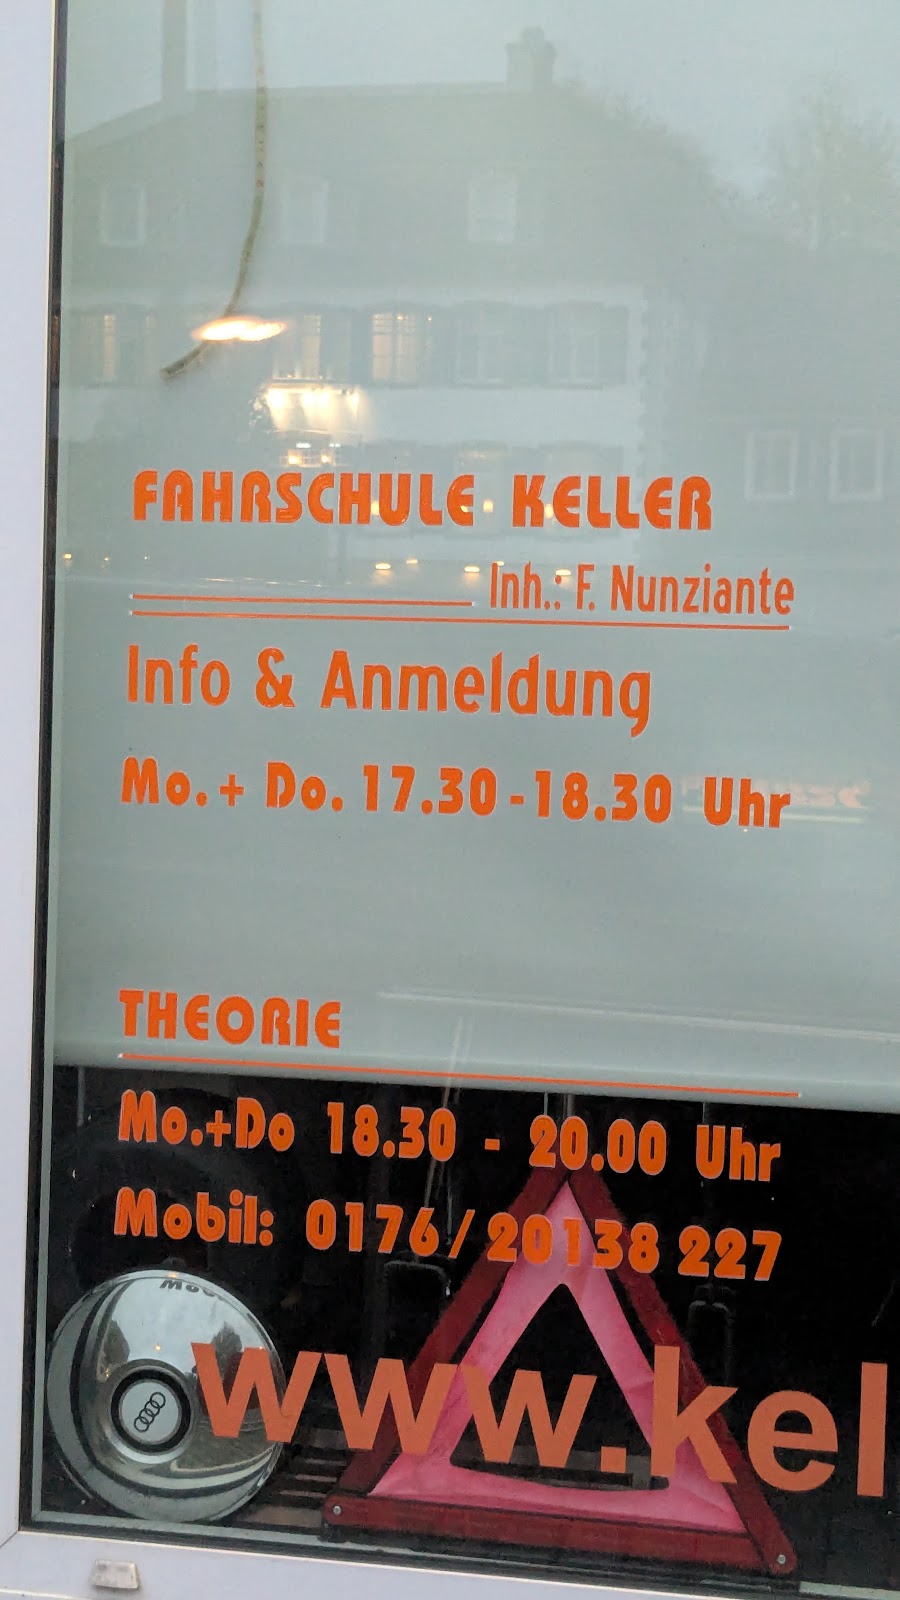 FAHRSCHULE KELLER
Inh.: F. Nunziante
Info & Anmeldung
Mo. + Do. 17.30 - 18.30 Uhr
THEORIE
Mo.+Do 18.30 - 20.00 Uhr
Mobil: 0176/20138 227
www.kel